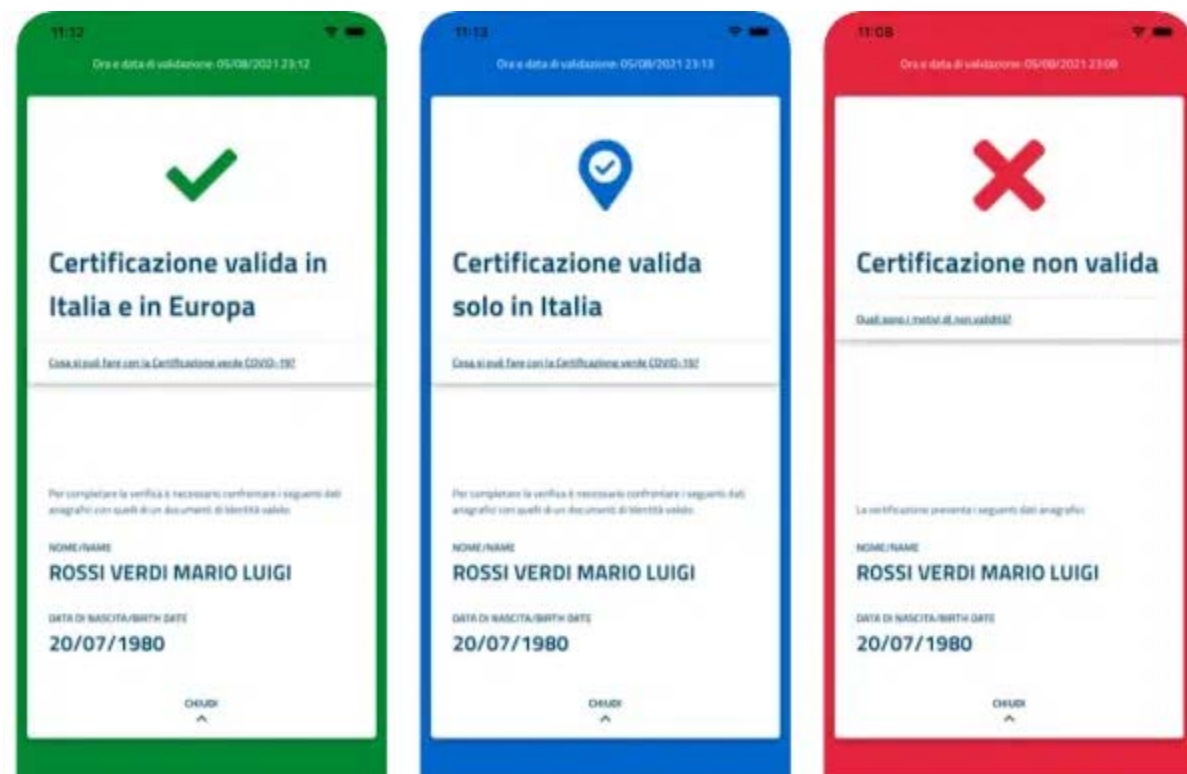 11:12
Ora e data di validazione: 05/08/2021 23:12
Certificazione valida in
Italia e in Europa
Cosa si può fare con la Certificazione verde COVID-19?
Per completare la verifica è necessario confrontare i seguenti dati
anagrafici con quelli di un documento di identità valido:
NOME/NAME
ROSSI VERDI MARIO LUIGI
DATA DI NASCITA/BIRTH DATE
20/07/1980
CHIUDI
11:13
Ora e data di validazione: 05/08/2021 23:13
Certificazione valida
solo in Italia
Cosa si può fare con la Certificazione verde COVID-19?
Per completare la verifica è necessario confrontare i seguenti dati
anagrafici con quelli di un documento di identità valido:
NOME/NAME
ROSSI VERDI MARIO LUIGI
DATA DI NASCITA/BIRTH DATE
20/07/1980
CHIUDI
11:08
Ora e data di validazione: 05/08/2021 23:08
Certificazione non valida
Quali sono i motivi di non validità?
La certificazione presenta i seguenti dati anagrafici:
NOME/NAME
ROSSI VERDI MARIO LUIGI
DATA DI NASCITA/BIRTH DATE
20/07/1980
CHIUDI